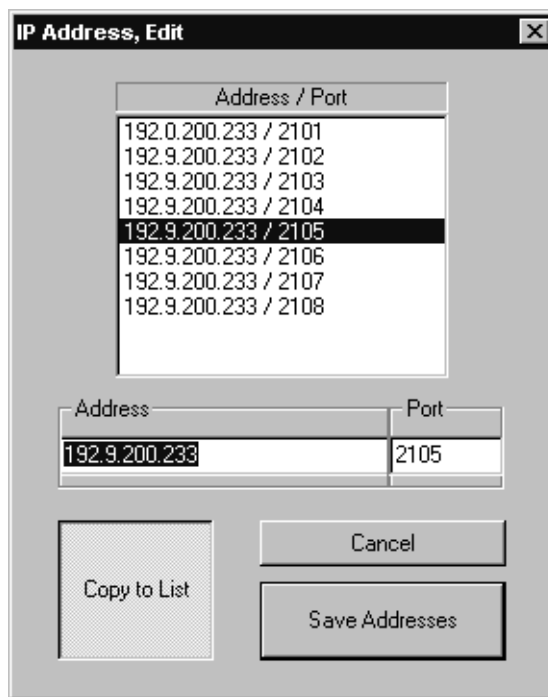 IP Address, Edit
Address / Port
192.0.200.233 / 2101
192.9.200.233 / 2102
192.9.200.233 / 2103
192.9.200.233 / 2104
192.9.200.233 / 2105
192.9.200.233 / 2106
192.9.200.233 / 2107
192.9.200.233 / 2108
Address Port
192.9.200.233 2105
Cancel
Copy to List
Save Addresses